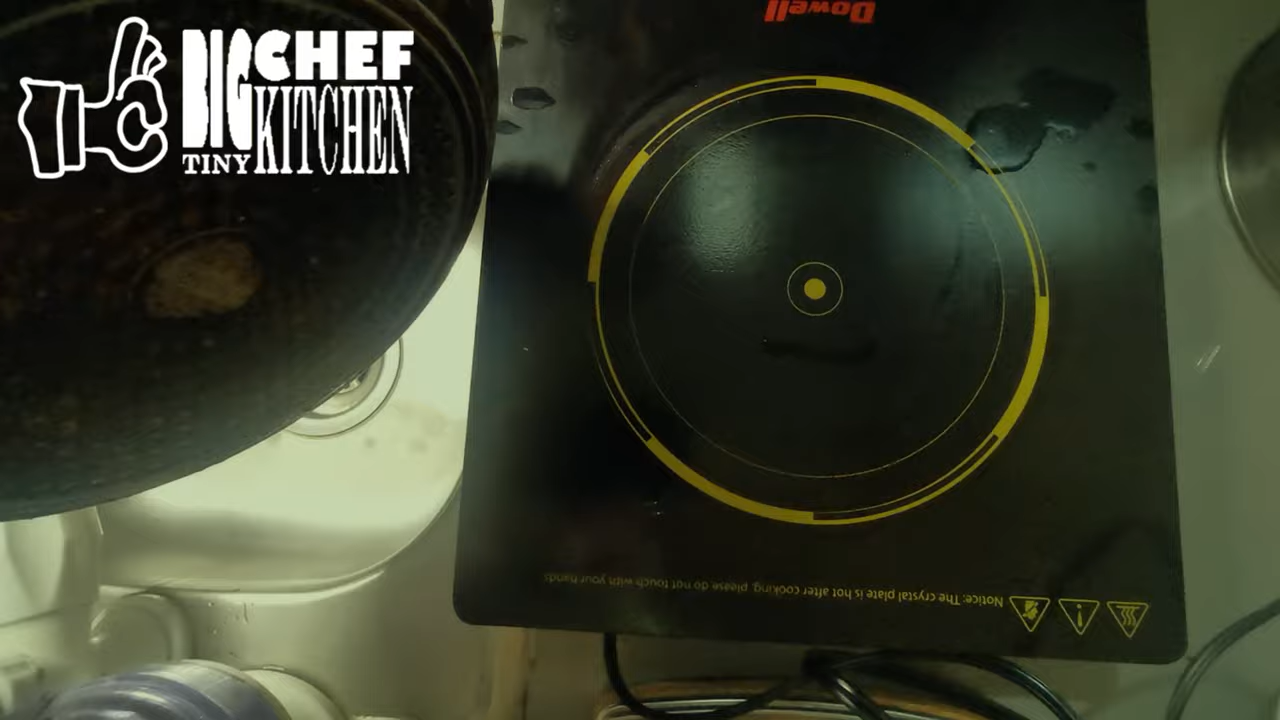 BIG CHEF
TINY KITCHEN
Dowell
Notice: The crystal plate is hot after cooking, please do not touch with your hands